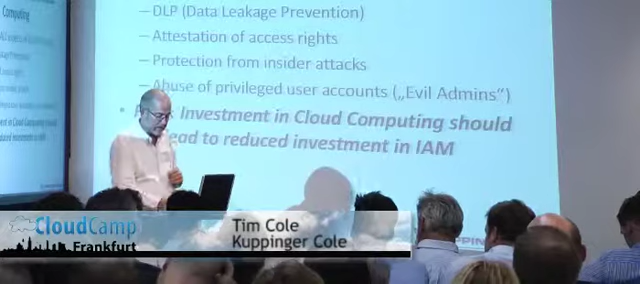 Computing
– DLP (Data Leakage Prevention)
– Attestation of access rights
– Protection from insider attacks
– Abuse of privileged user accounts („Evil Admins“)
• Investment in Cloud Computing should
lead to reduced investment in IAM
CloudCamp
Frankfurt
Tim Cole
Kuppinger Cole